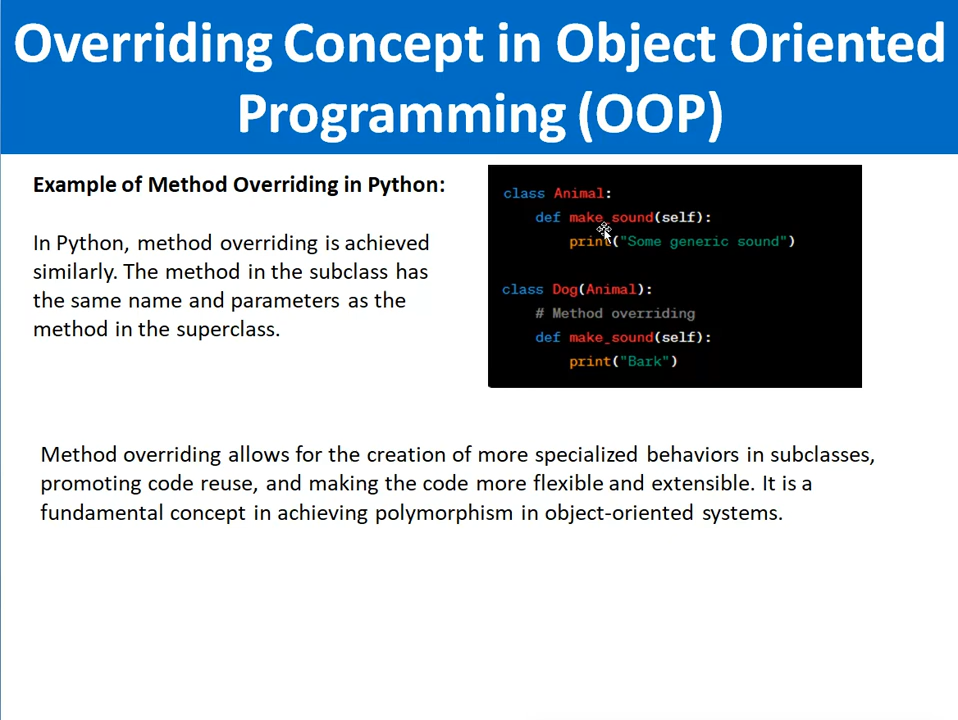 Overriding Concept in Object Oriented
Programming (OOP)
Example of Method Overriding in Python:
In Python, method overriding is achieved
similarly. The method in the subclass has
the same name and parameters as the
method in the superclass.
class Animal:
    def make_sound(self):
        print("Some generic sound")
class Dog(Animal):
    # Method overriding
    def make_sound(self):
        print("Bark")
Method overriding allows for the creation of more specialized behaviors in subclasses,
promoting code reuse, and making the code more flexible and extensible. It is a
fundamental concept in achieving polymorphism in object-oriented systems.